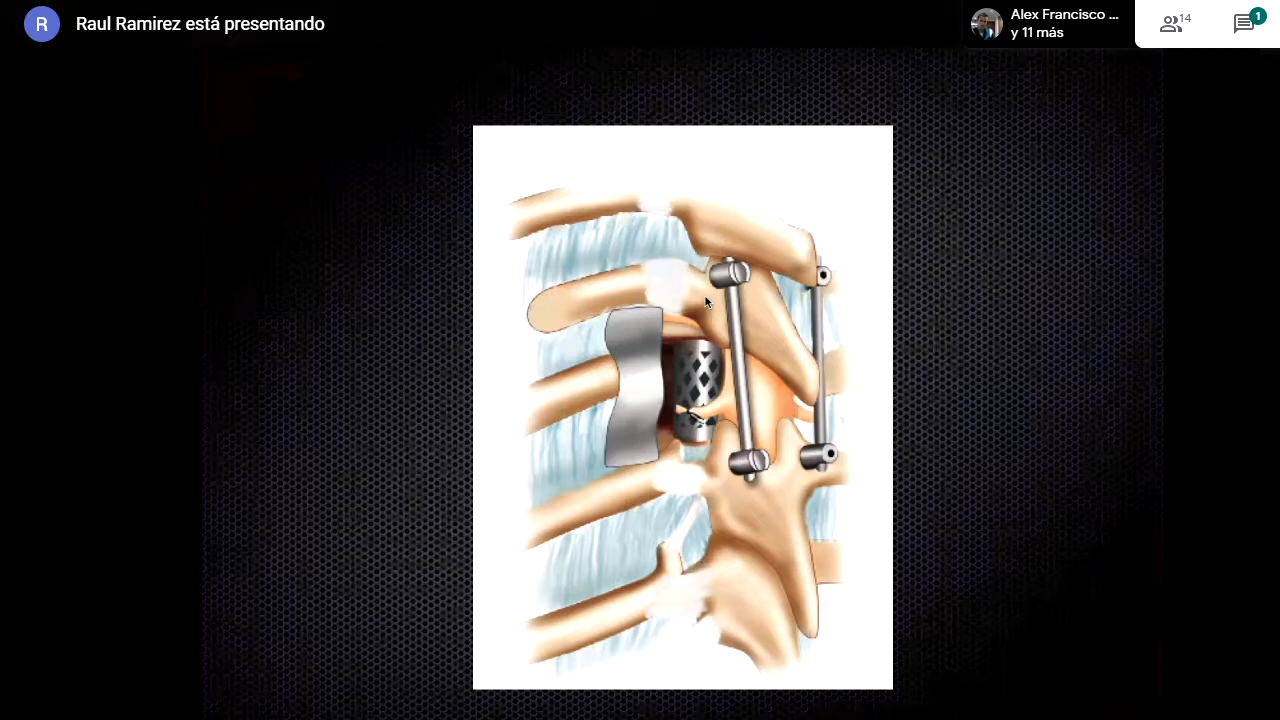 R
Raul Ramirez está presentando
Alex Francisco ...
y 11 más
14
1